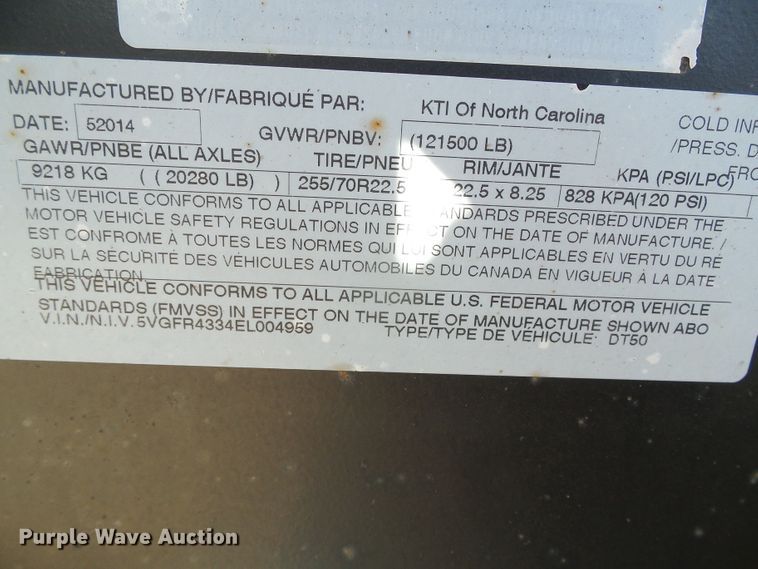 MANUFACTURED BY/FABRIQUÉ PAR: KTI Of North Carolina
DATE: 52014 GVWR/PNBV: (121500 LB) COLD INF
GAWR/PNBE (ALL AXLES) TIRE/PNEU RIM/JANTE KPA (PSI/LPC) /PRESS. D
FRO
9218 KG ( ( 20280 LB) ) 255/70R22.5 22.5 x 8.25 828 KPA(120 PSI)
THIS VEHICLE CONFORMS TO ALL APPLICABLE STANDARDS PRESCRIBED UNDER THE
MOTOR VEHICLE SAFETY REGULATIONS IN EFFECT ON THE DATE OF MANUFACTURE /
EST CONFROME À TOUTES LES NORMES QUI LUI SONT APPLICABLES EN VERTU DU RÉ
SUR LA SÉCURITÉ DES VÉHICULES AUTOMOBILES DU CANADA EN VIGUEUR À LA DATE
FABRICATION
THIS VEHICLE CONFORMS TO ALL APPLICABLE U.S. FEDERAL MOTOR VEHICLE
STANDARDS (FMVSS) IN EFFECT ON THE DATE OF MANUFACTURE SHOWN ABO
V.I.N./N.I.V. 5VGFR4334EL004959 TYPE/TYPE DE VÉHICULE: DT50
Purple Wave Auction